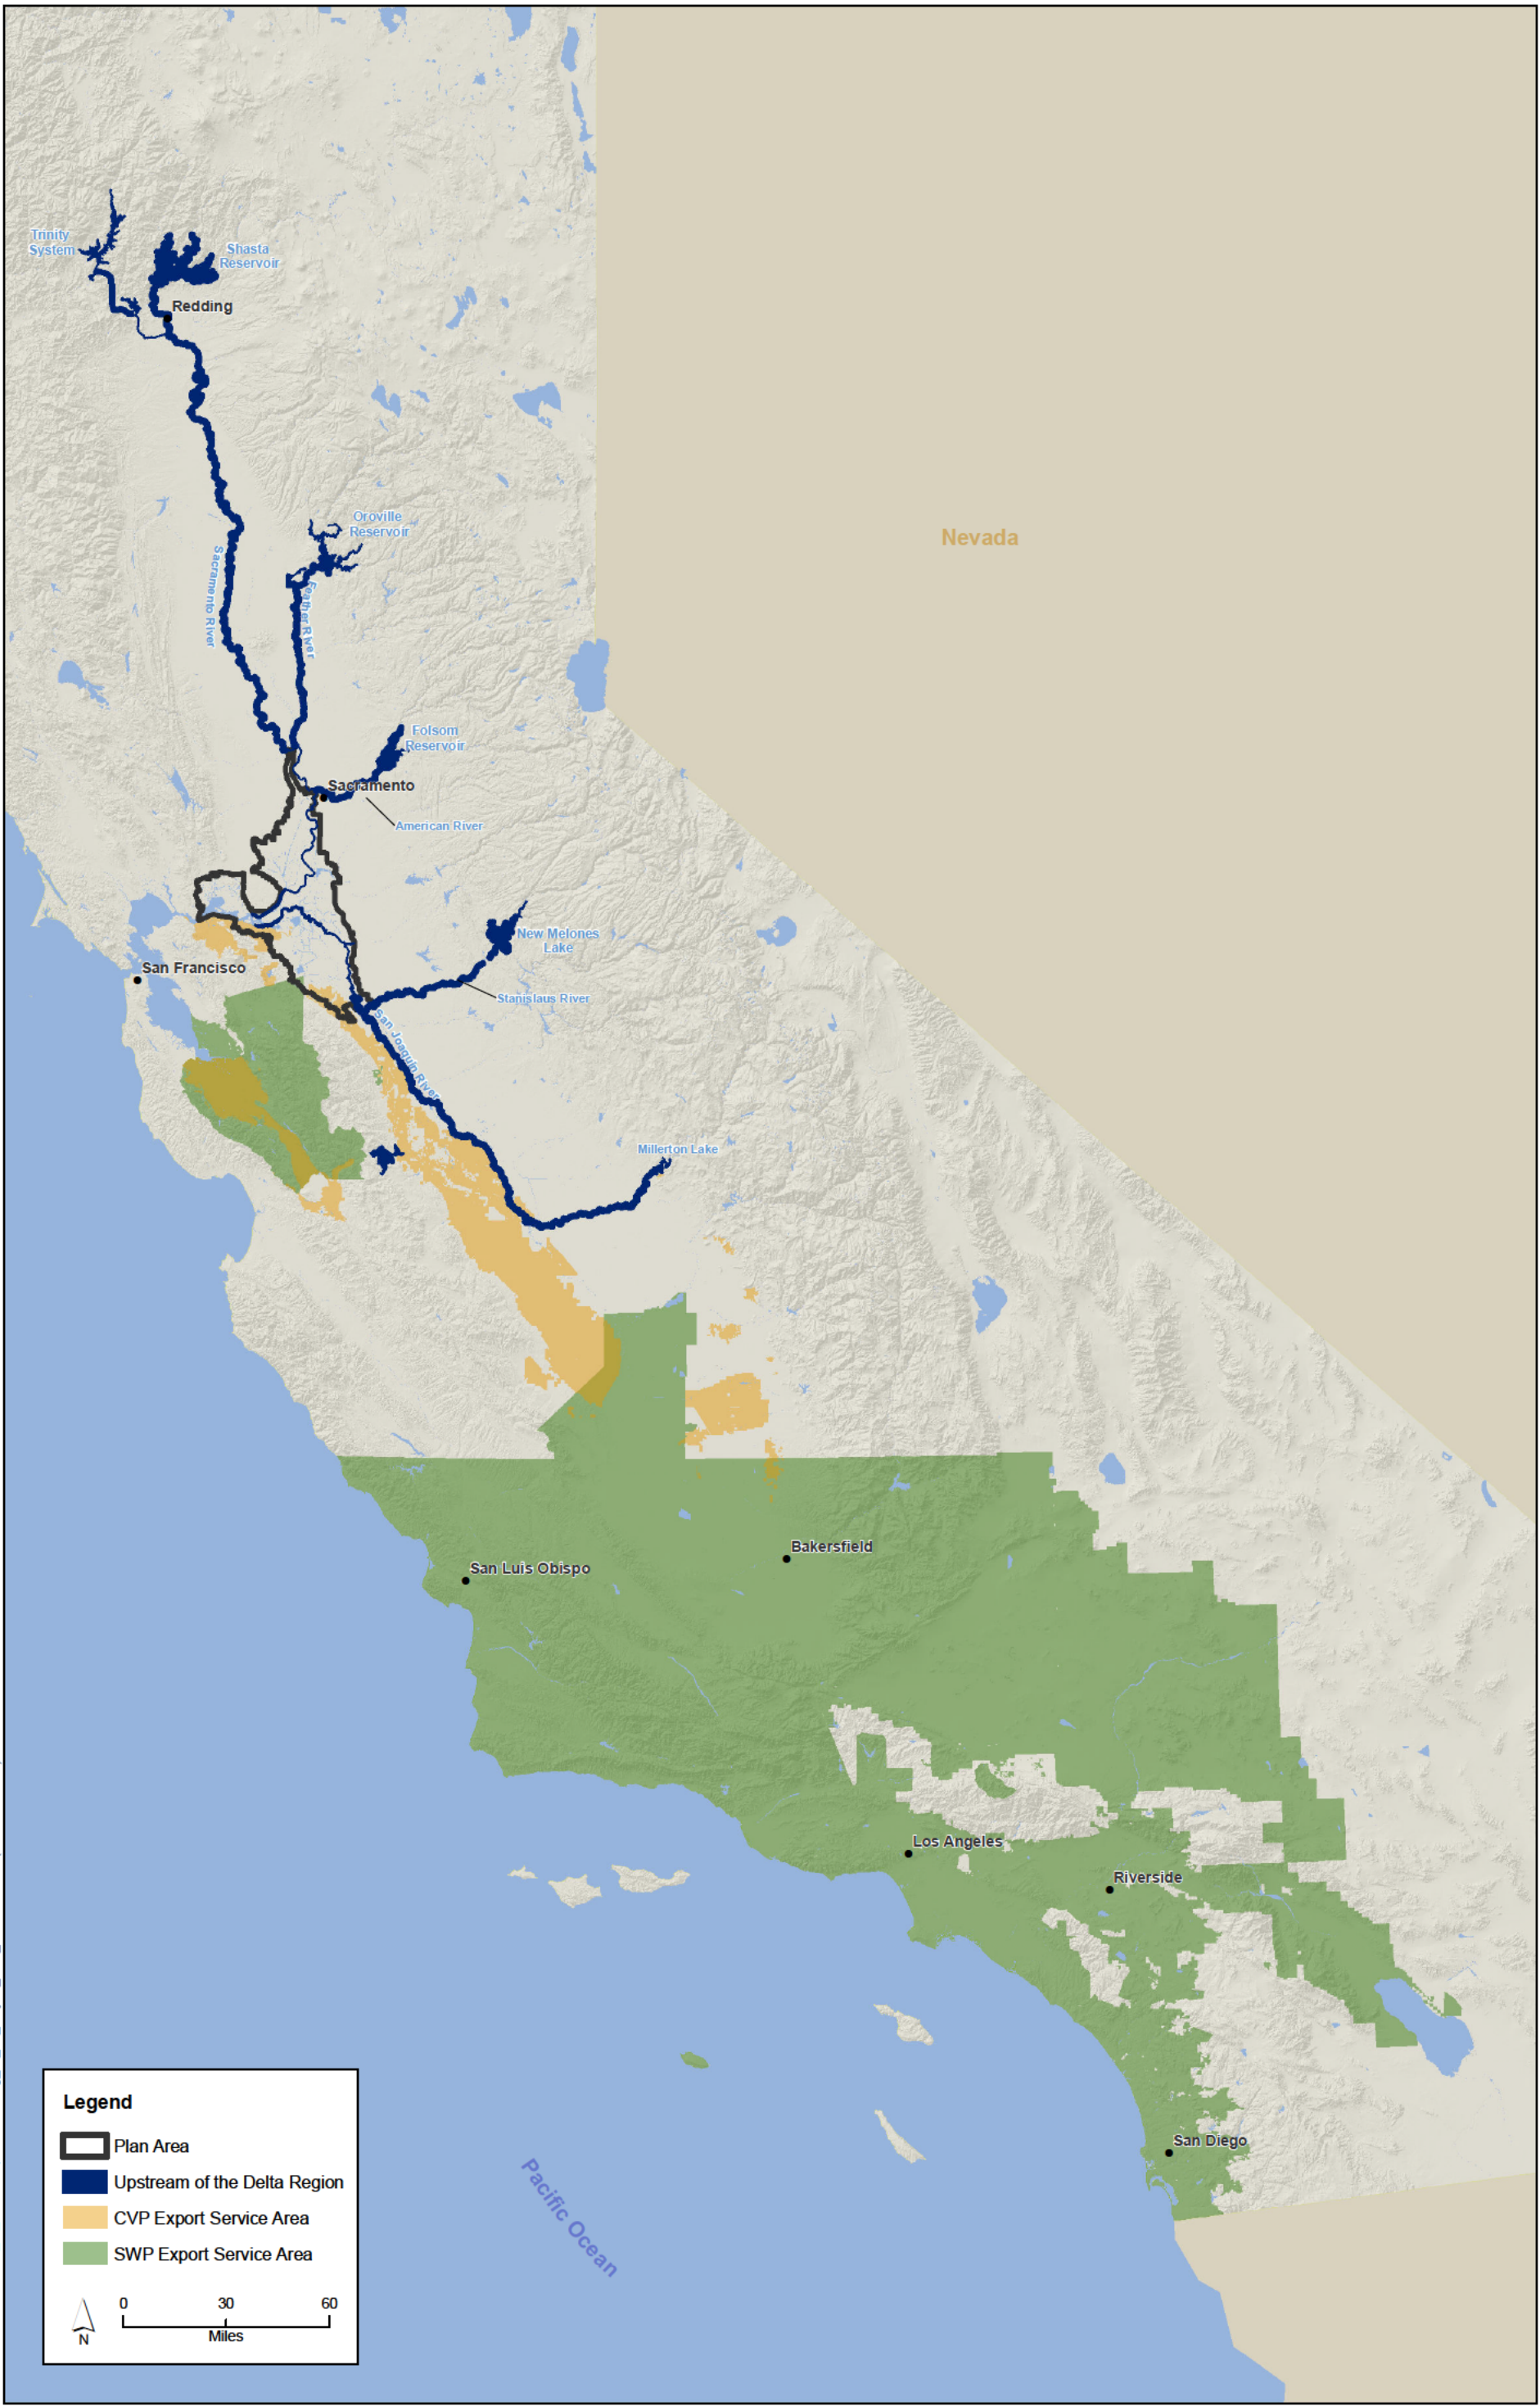 Trinity
System
Shasta
Reservoir
Redding
Oroville
Reservoir
Sacramento River
Feather River
Nevada
Folsom
Reservoir
Sacramento
American River
New Melones
Lake
San Francisco
Stanislaus River
San Joaquin River
Millerton Lake
Bakersfield
San Luis Obispo
Los Angeles
Riverside
San Diego
Pacific Ocean
Legend
Plan Area
Upstream of the Delta Region
CVP Export Service Area
SWP Export Service Area
0 30 60
Miles
N